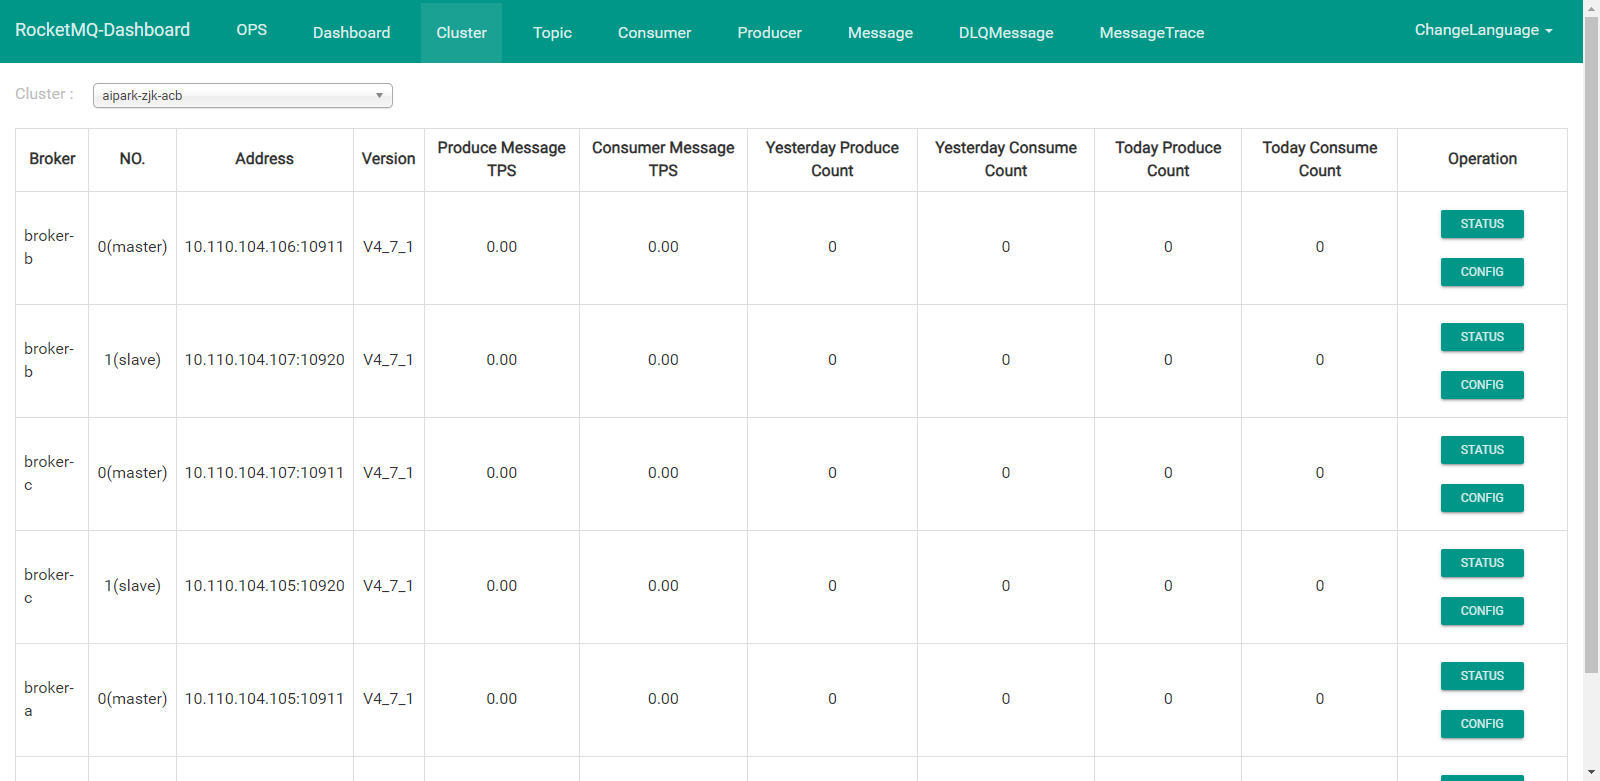 RocketMQ-Dashboard OPS Dashboard Cluster Topic Consumer Producer Message DLQMessage MessageTrace ChangeLanguage
Cluster : aipark-zjk-acb
Broker NO. Address Version Produce Message TPS Consumer Message TPS Yesterday Produce Count Yesterday Consume Count Today Produce Count Today Consume Count Operation
broker-b 0(master) 10.110.104.106:10911 V4_7_1 0.00 0.00 0 0 0 0 STATUS CONFIG
broker-b 1(slave) 10.110.104.107:10920 V4_7_1 0.00 0.00 0 0 0 0 STATUS CONFIG
broker-c 0(master) 10.110.104.107:10911 V4_7_1 0.00 0.00 0 0 0 0 STATUS CONFIG
broker-c 1(slave) 10.110.104.105:10920 V4_7_1 0.00 0.00 0 0 0 0 STATUS CONFIG
broker-a 0(master) 10.110.104.105:10911 V4_7_1 0.00 0.00 0 0 0 0 STATUS CONFIG